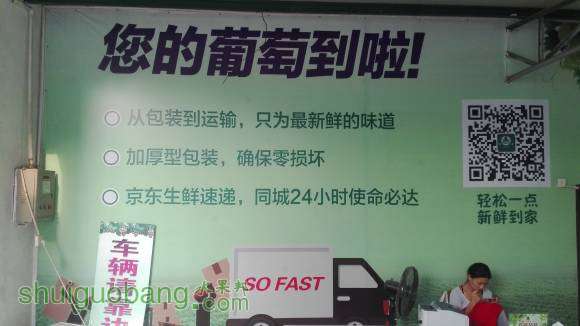 您的葡萄到啦!
从包装到运输，只为最新鲜的味道
加厚型包装，确保零损坏
京东生鲜速递，同城24小时使命必达
轻松一点
新鲜到家
SO FAST
车辆请靠边
shuiguobang.com